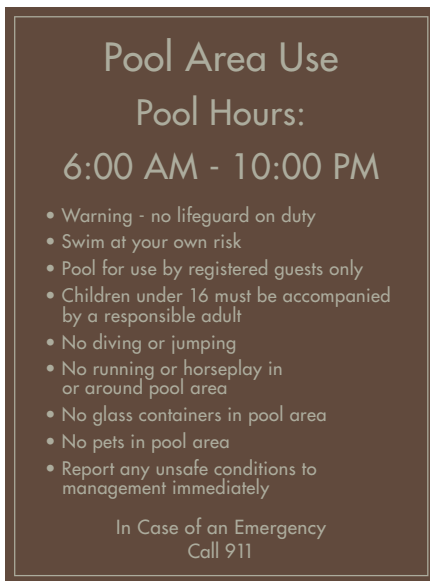 Pool Area Use
Pool Hours:
6:00 AM - 10:00 PM
• Warning - no lifeguard on duty
• Swim at your own risk
• Pool for use by registered guests only
• Children under 16 must be accompanied
by a responsible adult
• No diving or jumping
• No running or horseplay in
or around pool area
• No glass containers in pool area
• No pets in pool area
• Report any unsafe conditions to
management immediately
In Case of an Emergency
Call 911